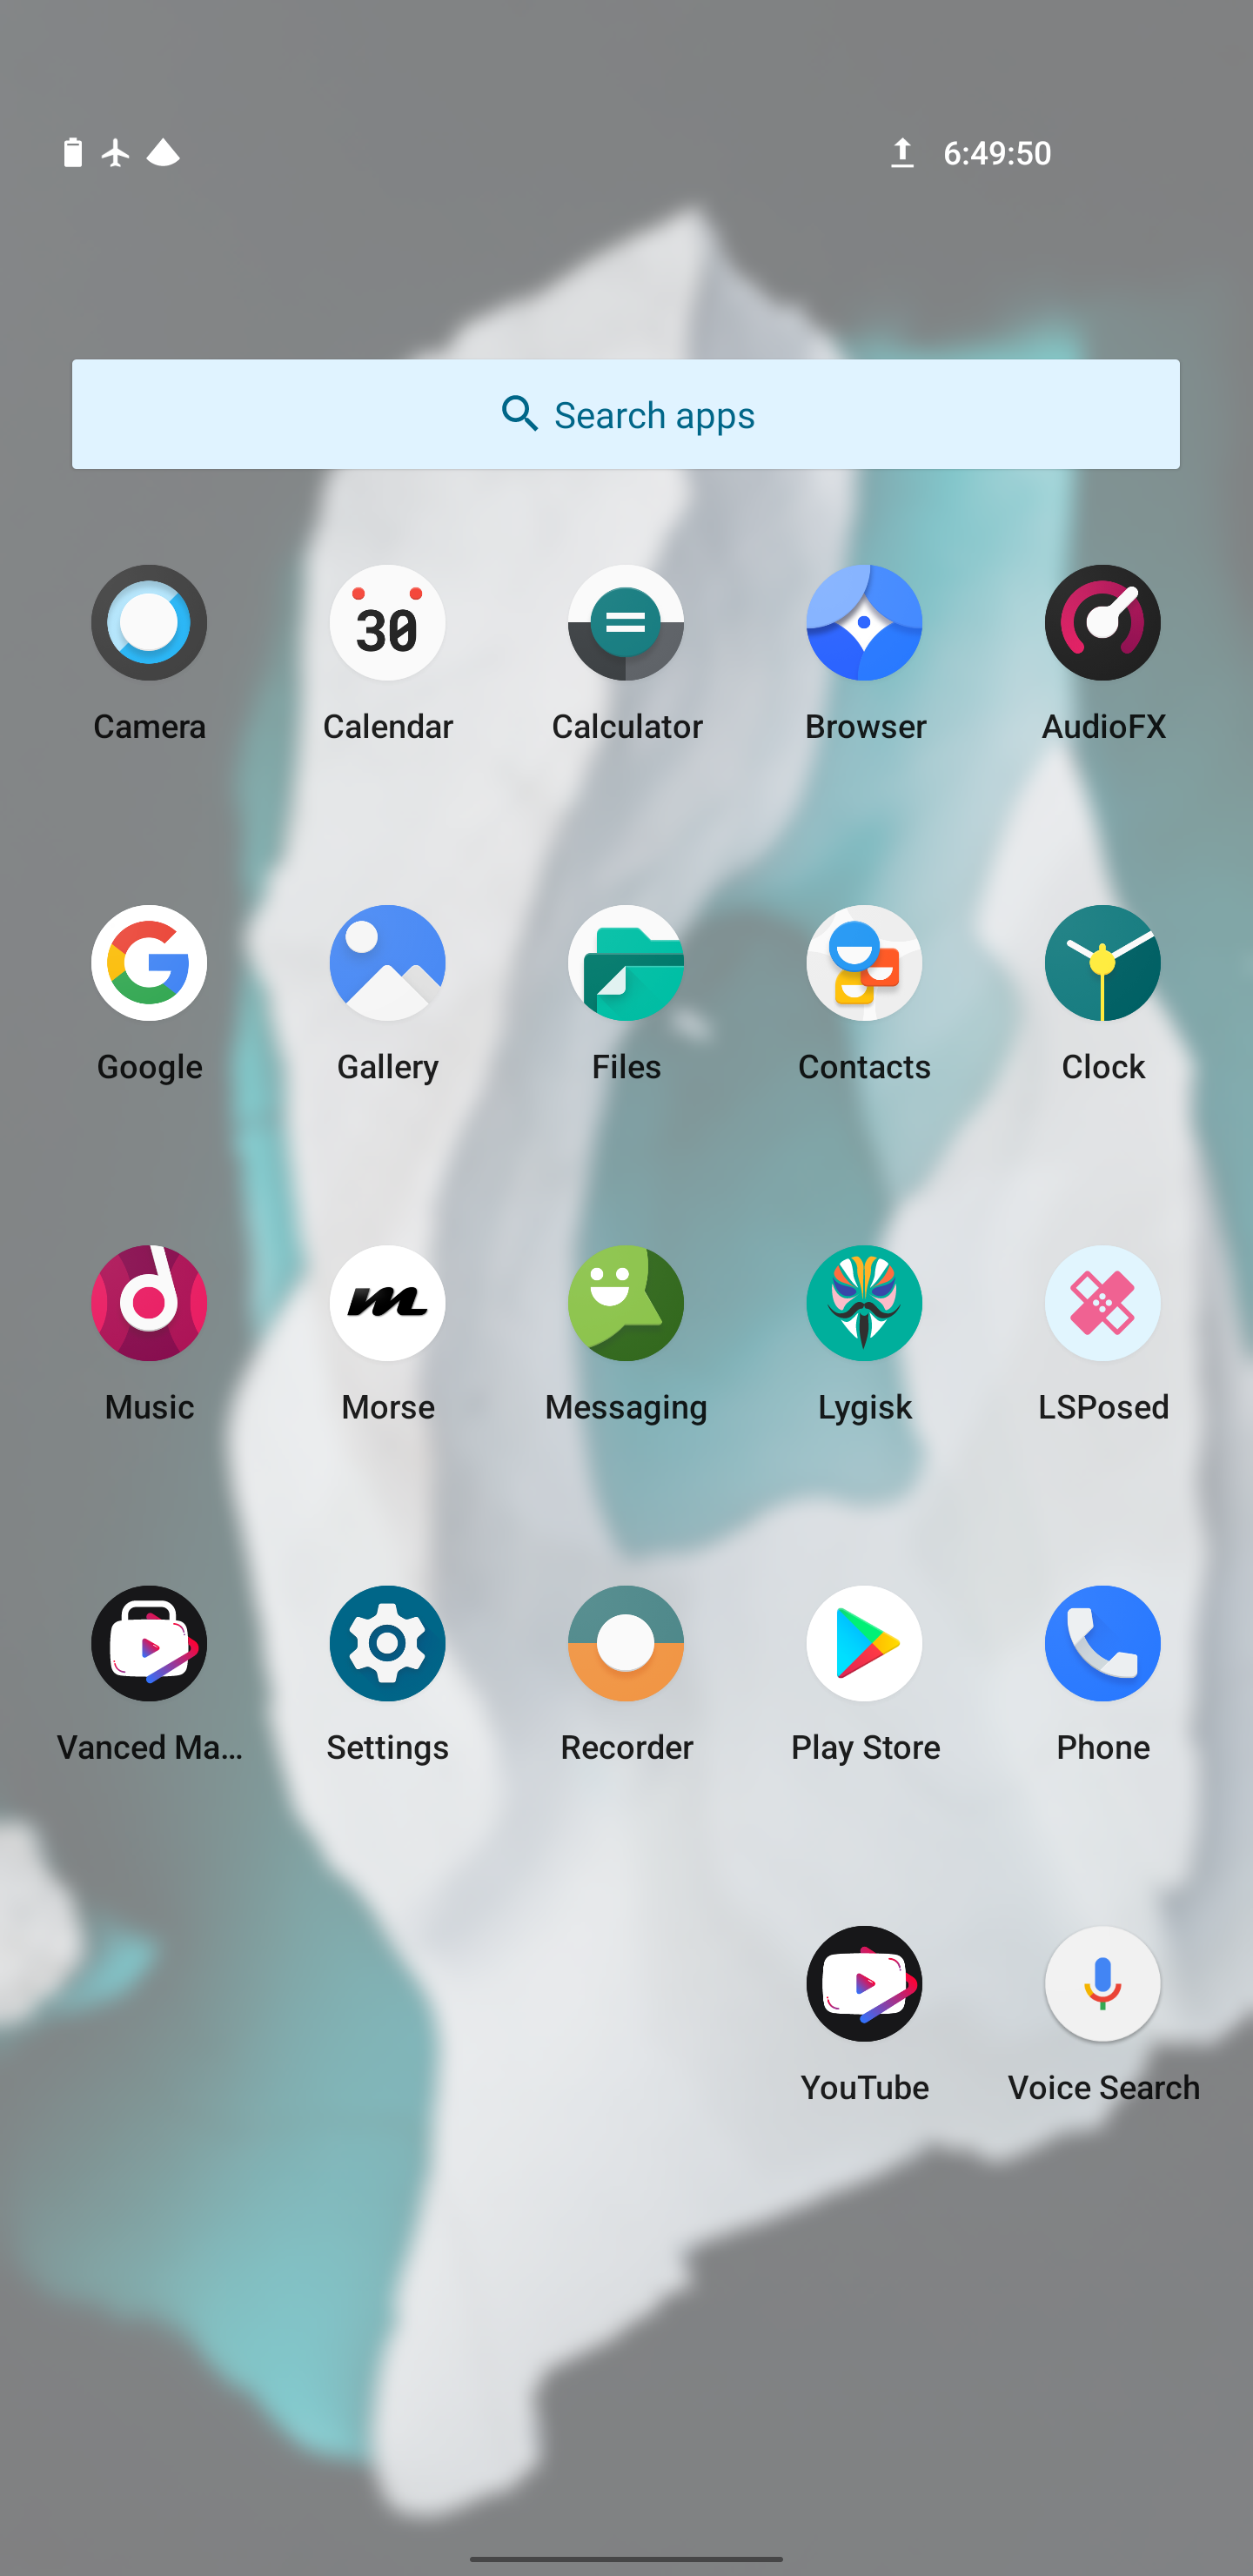 6:49:50
Search apps
30
Camera
Calendar
Calculator
Browser
AudioFX
Google
Gallery
Files
Contacts
Clock
Music
Morse
Messaging
Lygisk
LSPosed
Vanced Ma...
Settings
Recorder
Play Store
Phone
YouTube
Voice Search